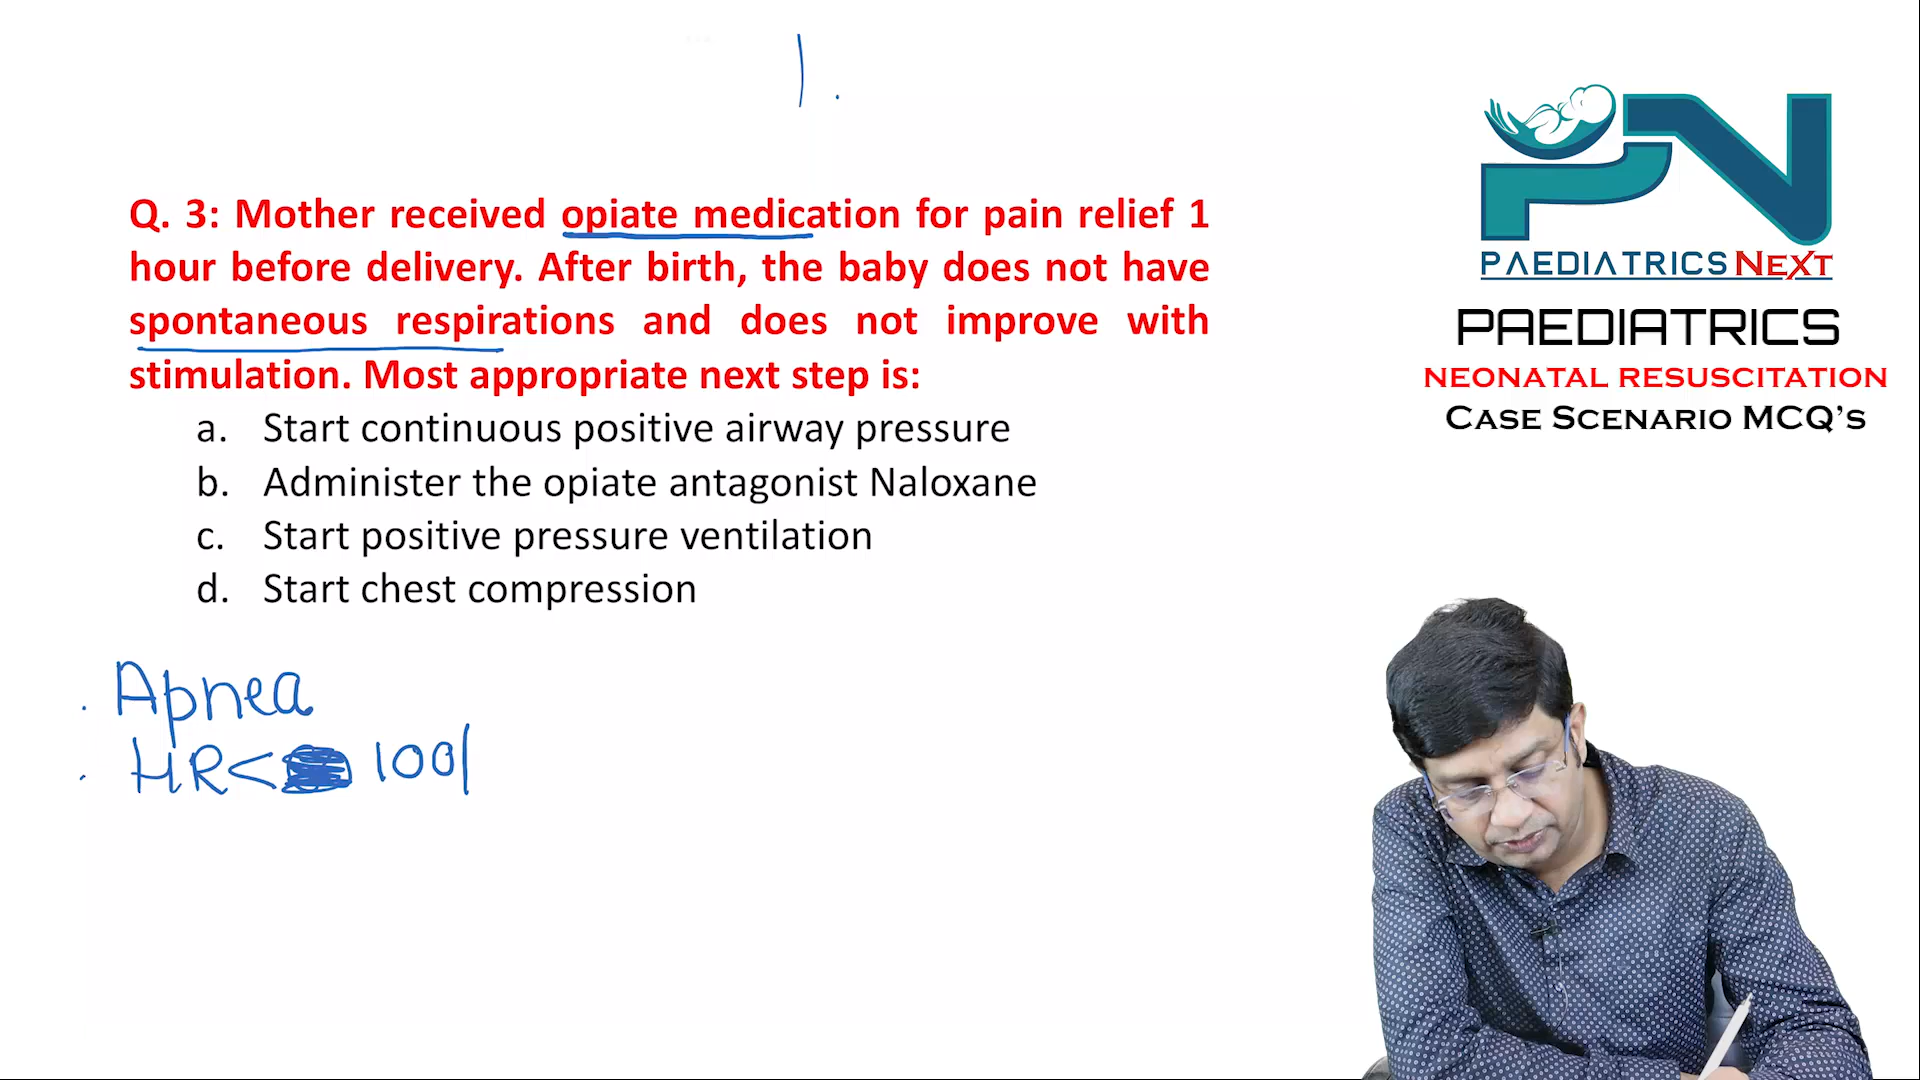 Q. 3: Mother received opiate medication for pain relief 1
hour before delivery. After birth, the baby does not have
spontaneous respirations and does not improve with
stimulation. Most appropriate next step is:
a. Start continuous positive airway pressure
b. Administer the opiate antagonist Naloxane
c. Start positive pressure ventilation
d. Start chest compression
Apnea
HR< 100/
PN
PAEDIATRICS NEXT
PAEDIATRICS
NEONATAL RESUSCITATION
CASE SCENARIO MCQ'S